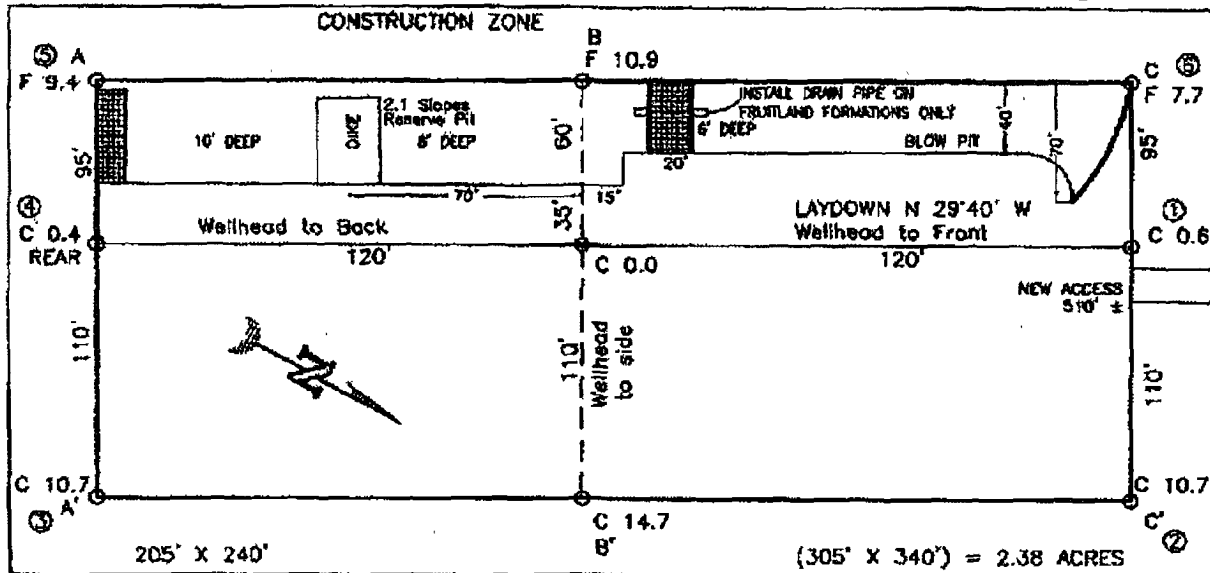 CONSTRUCTION ZONE
⑤ A
F 9.4
B
F 10.9
C ⑥
F 7.7
2.1 Slopes
Reserve Pit
10' DEEP
DIKE
8' DEEP
60'
INSTALL DRAIN PIPE ON
FRUITLAND FORMATIONS ONLY
6' DEEP
BLOW PIT
40'
70'
95'
95'
20'
70'
15'
35'
④
C 0.4
REAR
Wellhead to Back
120'
C 0.0
LAYDOWN N 29°40' W
Wellhead to Front
120'
①
C 0.6
NEW ACCESS
510' ±
110'
N
110'
Wellhead
to side
110'
C 10.7
③ A'
C 14.7
B'
C 10.7
C'
②
205' X 240'
(305' X 340') = 2.38 ACRES